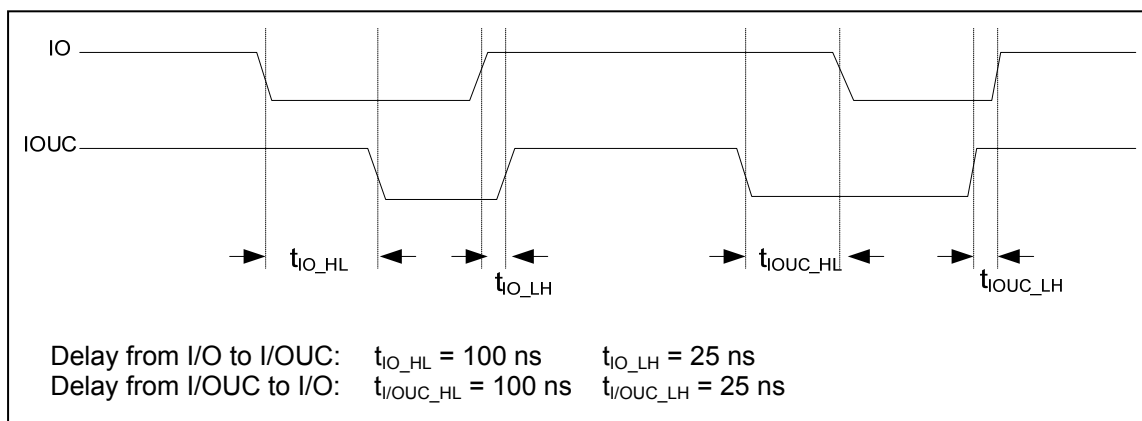 IO
IOUC
tIO_HL
tIO_LH
tIOUC_HL
tIOUC_LH
Delay from I/O to I/OUC: tIO_HL = 100 ns tIO_LH = 25 ns
Delay from I/OUC to I/O: tI/OUC_HL = 100 ns tI/OUC_LH = 25 ns